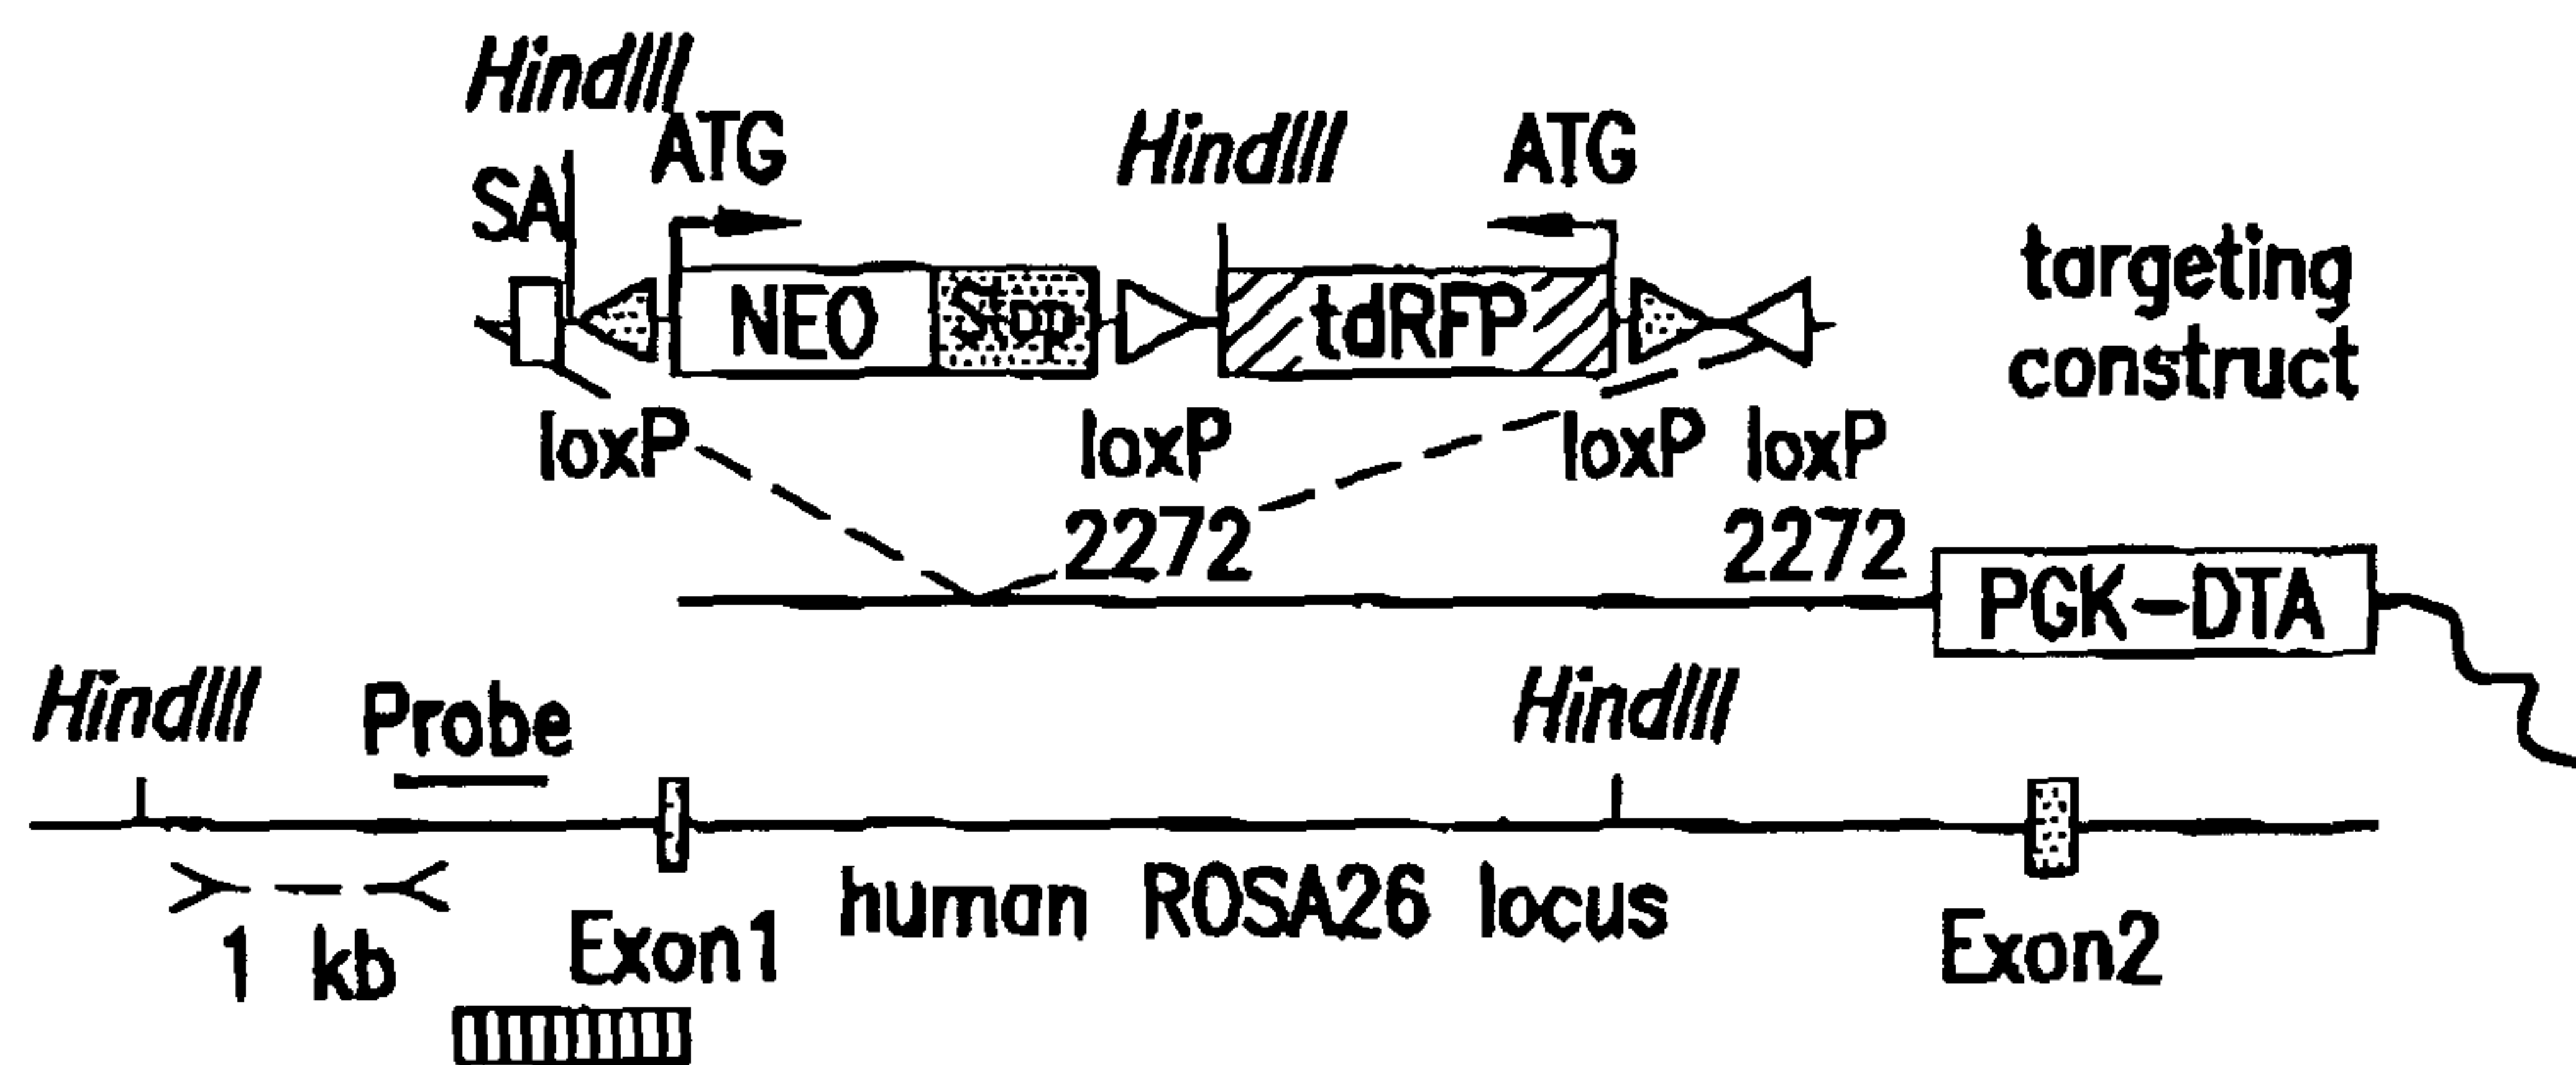 HindIII
SA ATG HindIII ATG
NEO Stop tdRFP
targeting
construct
loxP loxP loxP loxP
2272 2272
PGK-DTA
HindIII Probe HindIII
1 kb Exon1 human ROSA26 locus Exon2